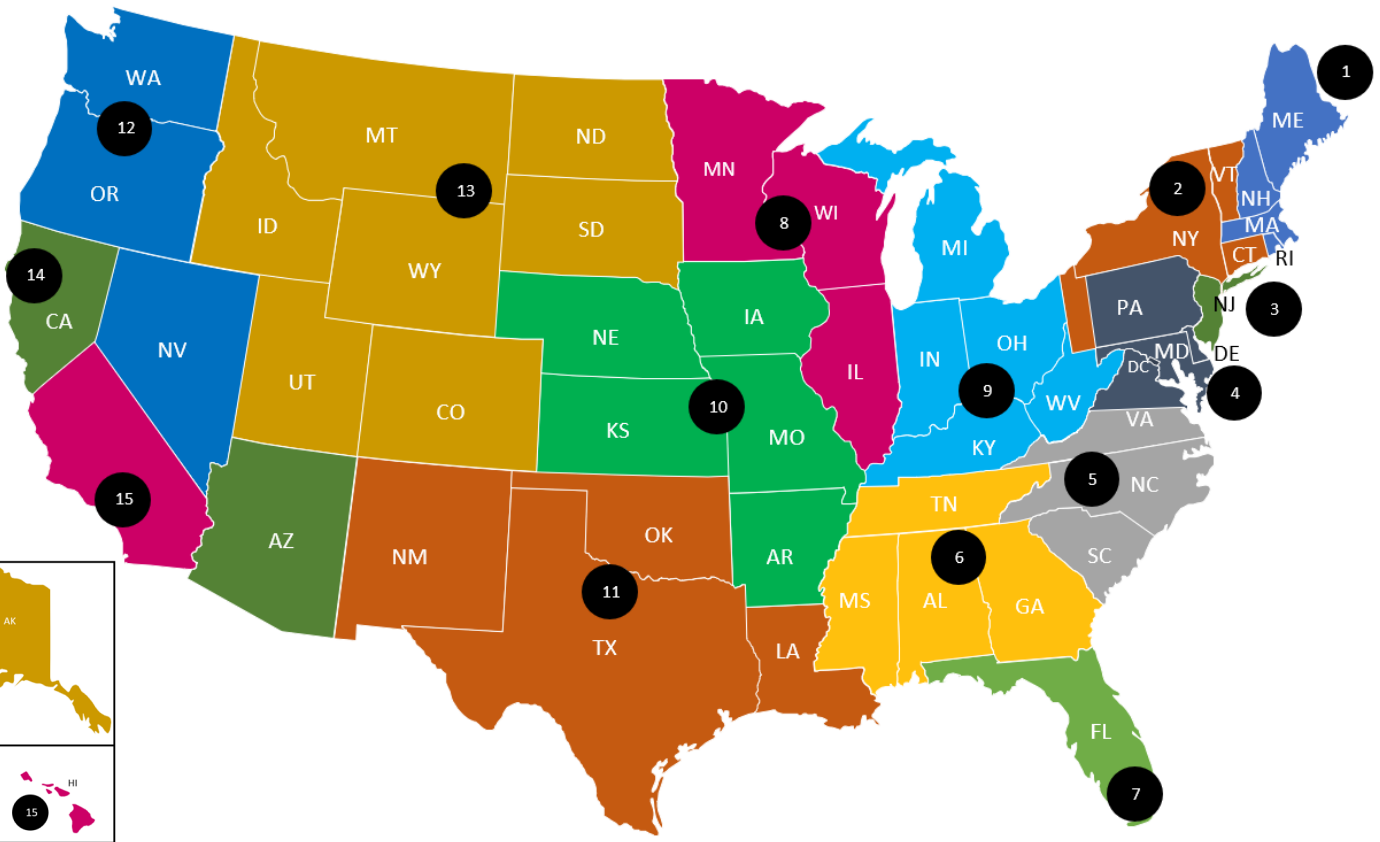 1
WA
ME
12
MT
ND
MN
VT
2
13
OR
NH
WI
8
MA
ID
SD
NY
MI
CT
RI
WY
14
PA
NJ
3
CA
IA
NE
OH
NV
IN
MD
DE
DC
IL
UT
9
4
WV
CO
10
KS
MO
VA
KY
5
NC
15
TN
AZ
OK
NM
AR
6
SC
11
MS
AL
GA
AK
TX
LA
FL
HI
15
7